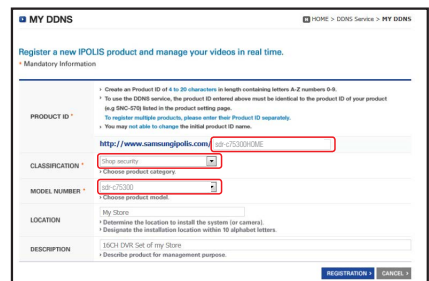 MY DDNS
HOME > DDNS Service > MY DDNS
Register a new IPOLIS product and manage your videos in real time.
* Mandatory Information
PRODUCT ID *
› Create an Product ID of 4 to 20 characters in length containing letters A-Z numbers 0-9.
› To use the DDNS service, the product ID entered above must be identical to the product ID of your product
(e.g SNC-570) listed in the product setting page.
To register multiple products, please enter their Product ID separately.
› You may not able to change the initial product ID name.
http://www.samsungipolis.com/ sdr-c75300HOME
CLASSIFICATION *
Shop security
› Choose product category.
MODEL NUMBER *
sdr-c75300
› Choose product model.
LOCATION
My Store
› Determine the location to install the system (or camera).
› Designate the installation location within 10 alphabet letters.
DESCRIPTION
16CH DVR Set of my Store
› Describe product for management purpose.
REGISTRATION › CANCEL ›